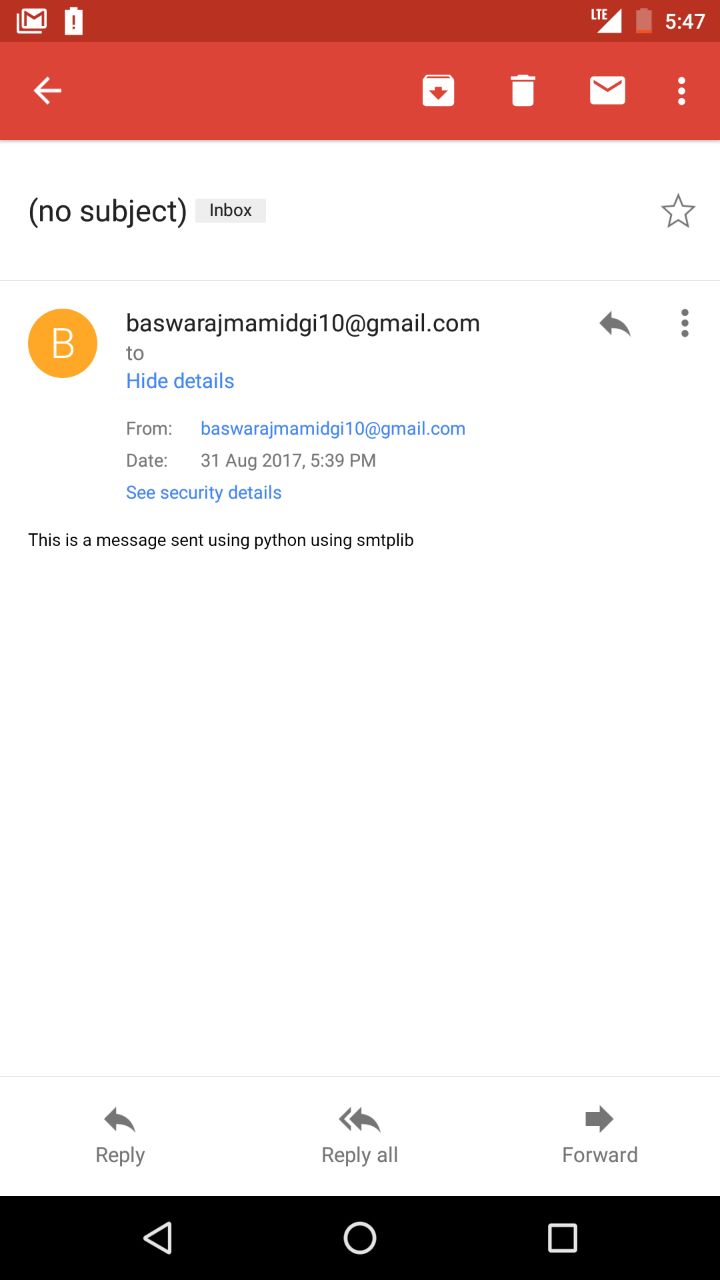 LTE 5:47
(no subject) Inbox
B
baswarajmamidgi10@gmail.com
to
Hide details
From: baswarajmamidgi10@gmail.com
Date: 31 Aug 2017, 5:39 PM
See security details
This is a message sent using python using smtplib
Reply Reply all Forward